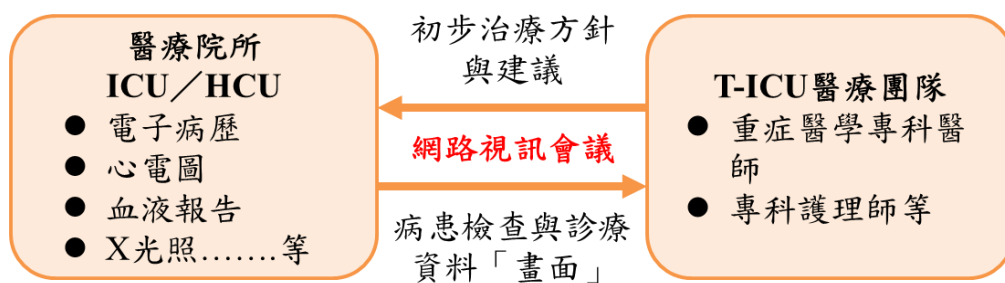 醫療院所
ICU／HCU
● 電子病歷
● 心電圖
● 血液報告
● X光照…….等
初步治療方針
與建議
網路視訊會議
病患檢查與診療
資料「畫面」
T-ICU醫療團隊
● 重症醫學專科醫
師
● 專科護理師等